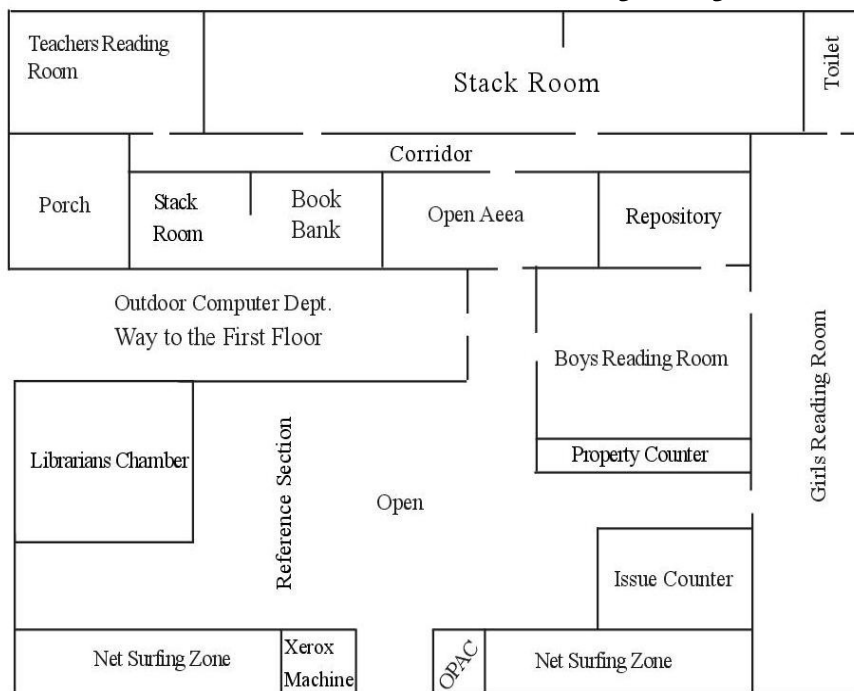 Teachers Reading
Room
Stack Room
Toilet
Corridor
Porch
Stack
Room
Book
Bank
Open Aeea
Repository
Outdoor Computer Dept.
Way to the First Floor
Boys Reading Room
Girls Reading Room
Librarians Chamber
Reference Section
Property Counter
Open
Issue Counter
Net Surfing Zone
Xerox
Machine
OPAC
Net Surfing Zone